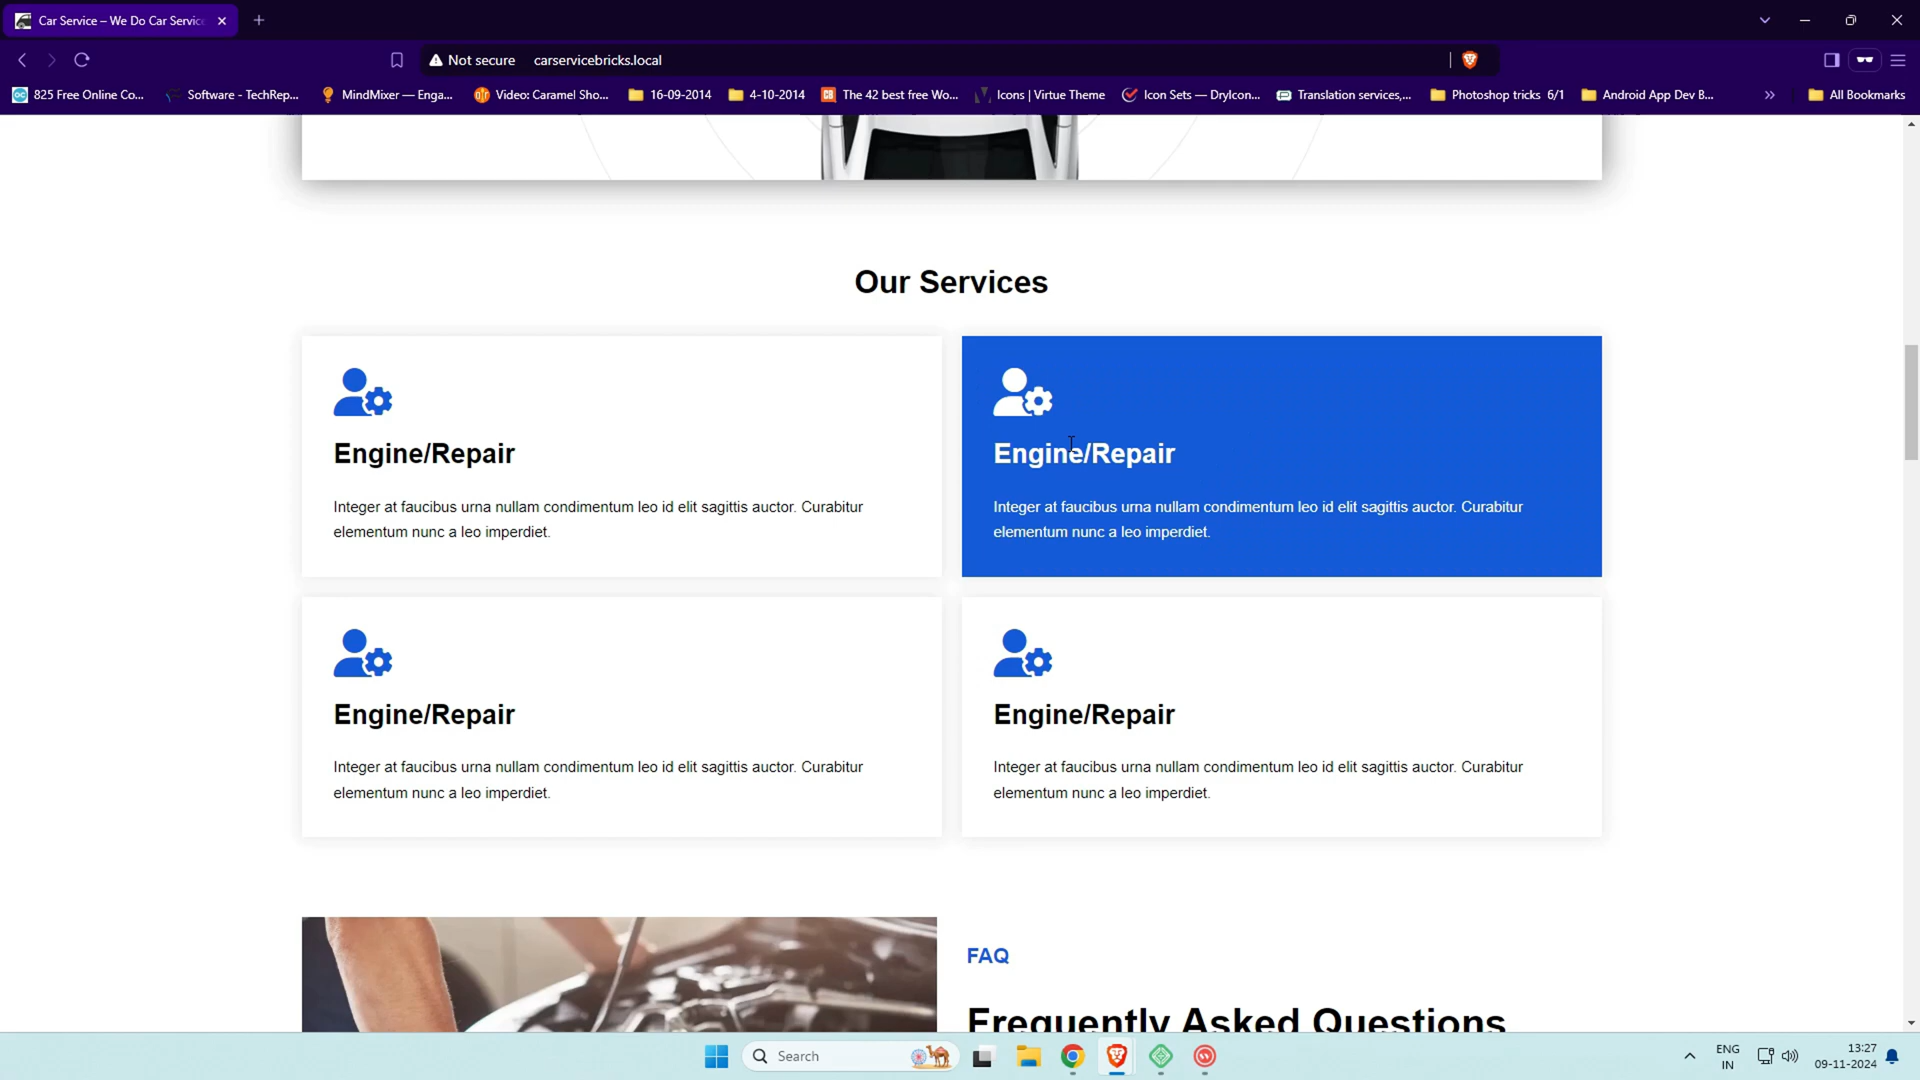 Car Service – We Do Car Servic
Not secure carservicebricks.local
825 Free Online Co...
Software - TechRep...
MindMixer — Enga...
Video: Caramel Sho...
16-09-2014
4-10-2014
The 42 best free Wo...
Icons | Virtue Theme
Icon Sets — DryIcon...
Translation services,...
Photoshop tricks 6/1
Android App Dev B...
All Bookmarks
Our Services
Engine/Repair
Integer at faucibus urna nullam condimentum leo id elit sagittis auctor. Curabitur
elementum nunc a leo imperdiet.
Engine/Repair
Integer at faucibus urna nullam condimentum leo id elit sagittis auctor. Curabitur
elementum nunc a leo imperdiet.
Engine/Repair
Integer at faucibus urna nullam condimentum leo id elit sagittis auctor. Curabitur
elementum nunc a leo imperdiet.
Engine/Repair
Integer at faucibus urna nullam condimentum leo id elit sagittis auctor. Curabitur
elementum nunc a leo imperdiet.
FAQ
Frequently Asked Questions
Search
ENG
IN
13:27
09-11-2024